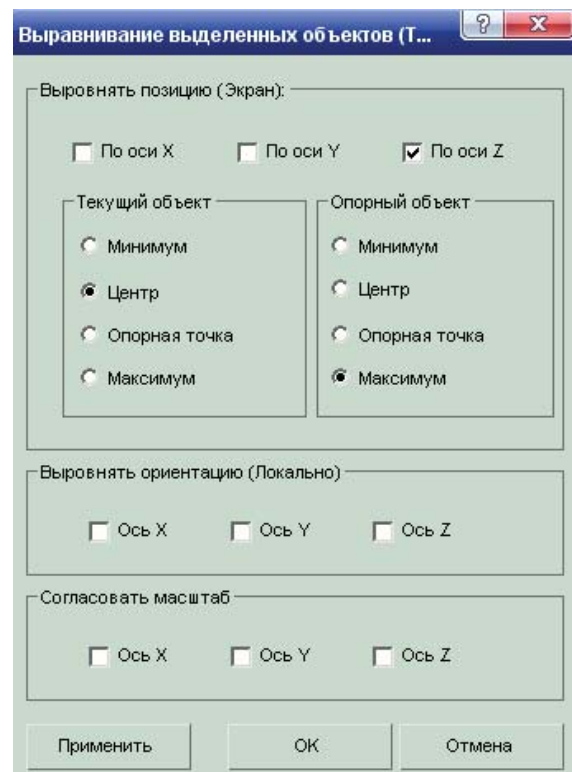 Выравнивание выделенных объектов (Т...
Выровнять позицию (Экран):
По оси X По оси Y По оси Z
Текущий объект
Минимум
Центр
Опорная точка
Максимум
Опорный объект
Минимум
Центр
Опорная точка
Максимум
Выровнять ориентацию (Локально)
Ось X Ось Y Ось Z
Согласовать масштаб
Ось X Ось Y Ось Z
Применить ОК Отмена